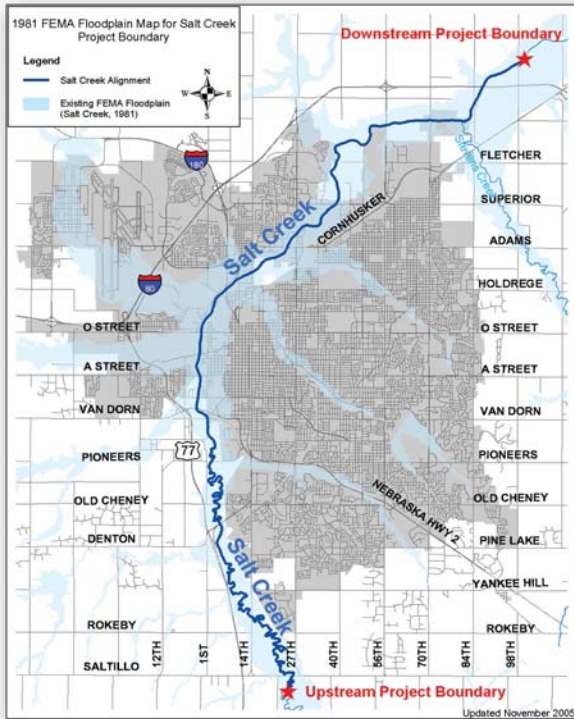 1981 FEMA Floodplain Map for Salt Creek
Project Boundary
Legend
Salt Creek Alignment
Existing FEMA Floodplain
(Salt Creek, 1981)
N
W
E
S
Downstream Project Boundary
180
80
77
Salt Creek
CORNHUSKER
Stevens Creek
FLETCHER
SUPERIOR
ADAMS
HOLDREGE
O STREET
A STREET
VAN DORN
PIONEERS
OLD CHENEY
PINE LAKE
YANKEE HILL
ROKEBY
O STREET
A STREET
VAN DORN
PIONEERS
OLD CHENEY
DENTON
ROKEBY
SALTILLO
NEBRASKA HWY 2
Salt Creek
12TH
1ST
14TH
27TH
40TH
56TH
70TH
84TH
98TH
Upstream Project Boundary
Updated November 2005